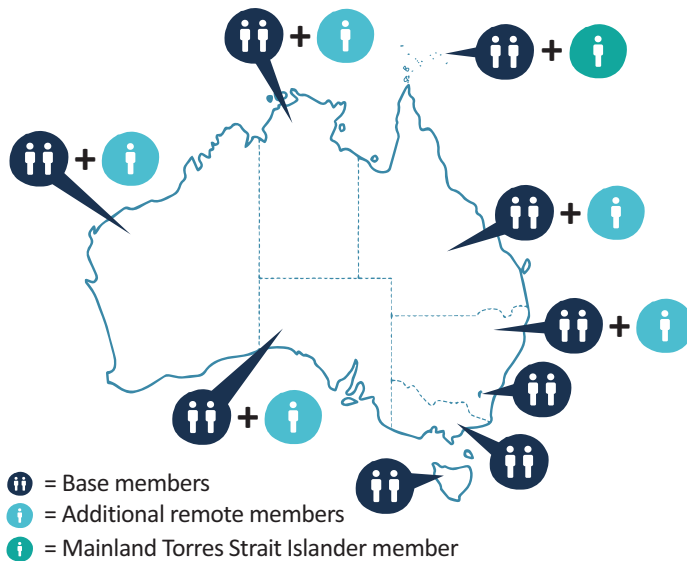 +
+
+
+
+
+
= Base members
= Additional remote members
= Mainland Torres Strait Islander member